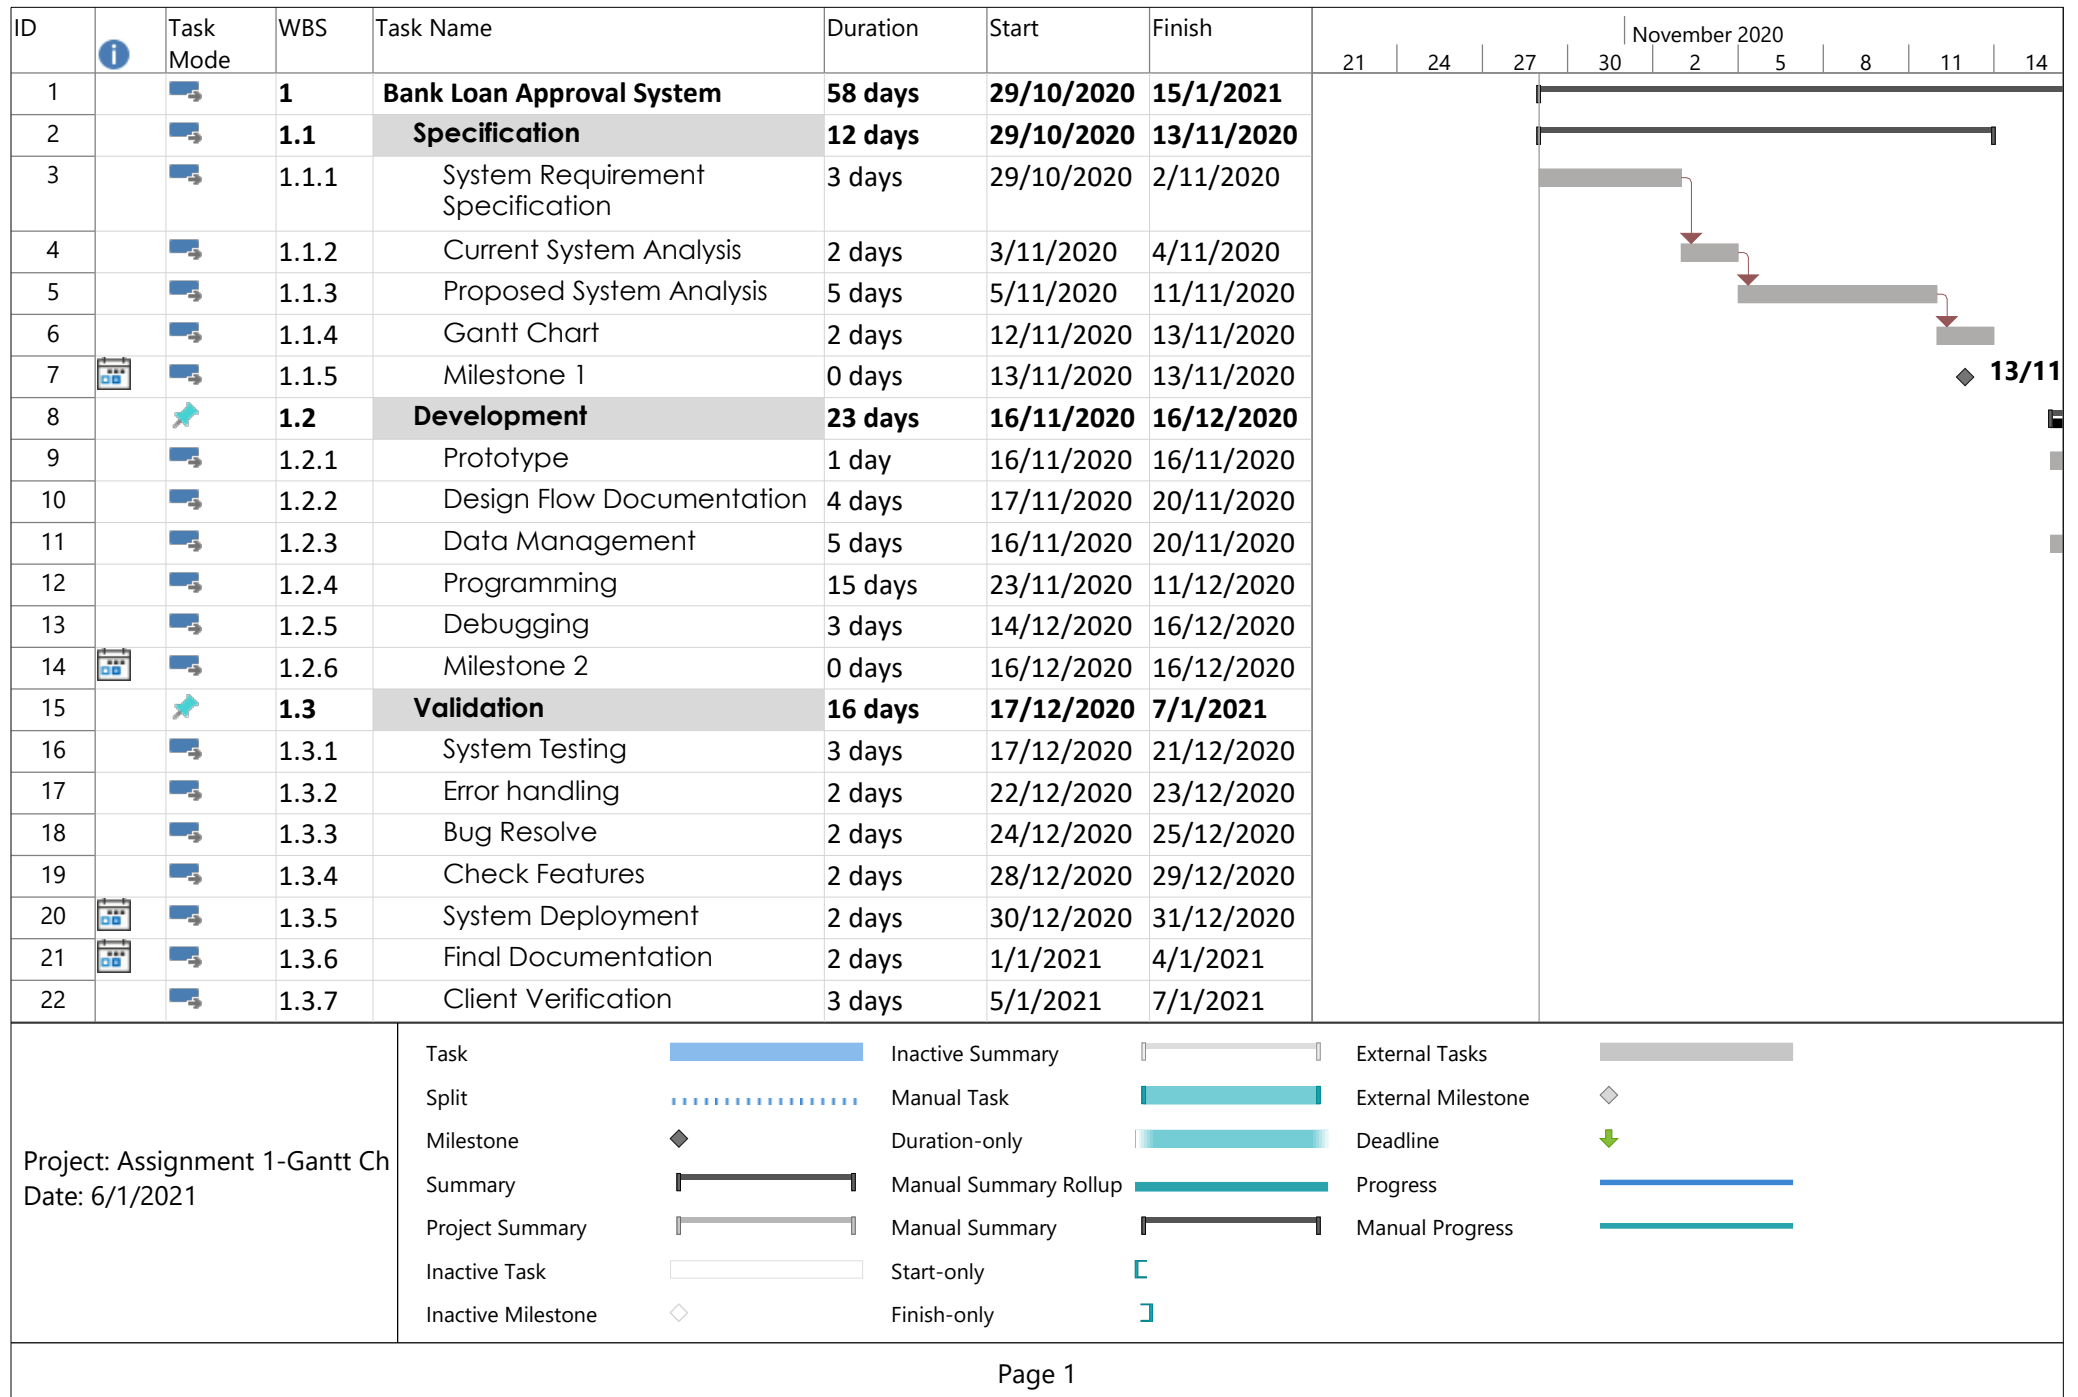 ID Task Mode WBS Task Name Duration Start Finish
November 2020
21 24 27 30 2 5 8 11 14
1 1 Bank Loan Approval System 58 days 29/10/2020 15/1/2021
2 1.1 Specification 12 days 29/10/2020 13/11/2020
3 1.1.1 System Requirement Specification 3 days 29/10/2020 2/11/2020
4 1.1.2 Current System Analysis 2 days 3/11/2020 4/11/2020
5 1.1.3 Proposed System Analysis 5 days 5/11/2020 11/11/2020
6 1.1.4 Gantt Chart 2 days 12/11/2020 13/11/2020
7 1.1.5 Milestone 1 0 days 13/11/2020 13/11/2020 13/11
8 1.2 Development 23 days 16/11/2020 16/12/2020
9 1.2.1 Prototype 1 day 16/11/2020 16/11/2020
10 1.2.2 Design Flow Documentation 4 days 17/11/2020 20/11/2020
11 1.2.3 Data Management 5 days 16/11/2020 20/11/2020
12 1.2.4 Programming 15 days 23/11/2020 11/12/2020
13 1.2.5 Debugging 3 days 14/12/2020 16/12/2020
14 1.2.6 Milestone 2 0 days 16/12/2020 16/12/2020
15 1.3 Validation 16 days 17/12/2020 7/1/2021
16 1.3.1 System Testing 3 days 17/12/2020 21/12/2020
17 1.3.2 Error handling 2 days 22/12/2020 23/12/2020
18 1.3.3 Bug Resolve 2 days 24/12/2020 25/12/2020
19 1.3.4 Check Features 2 days 28/12/2020 29/12/2020
20 1.3.5 System Deployment 2 days 30/12/2020 31/12/2020
21 1.3.6 Final Documentation 2 days 1/1/2021 4/1/2021
22 1.3.7 Client Verification 3 days 5/1/2021 7/1/2021
Project: Assignment 1-Gantt Ch
Date: 6/1/2021
Task
Split
Milestone
Summary
Project Summary
Inactive Task
Inactive Milestone
Inactive Summary
Manual Task
Duration-only
Manual Summary Rollup
Manual Summary
Start-only
Finish-only
External Tasks
External Milestone
Deadline
Progress
Manual Progress
Page 1